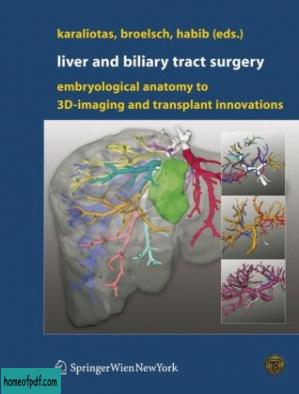 karaliotas, broelsch, habib (eds.)
liver and biliary tract surgery
embryological anatomy to
3D-imaging and transplant innovations
SpringerWienNewYork
homeofpdf.com